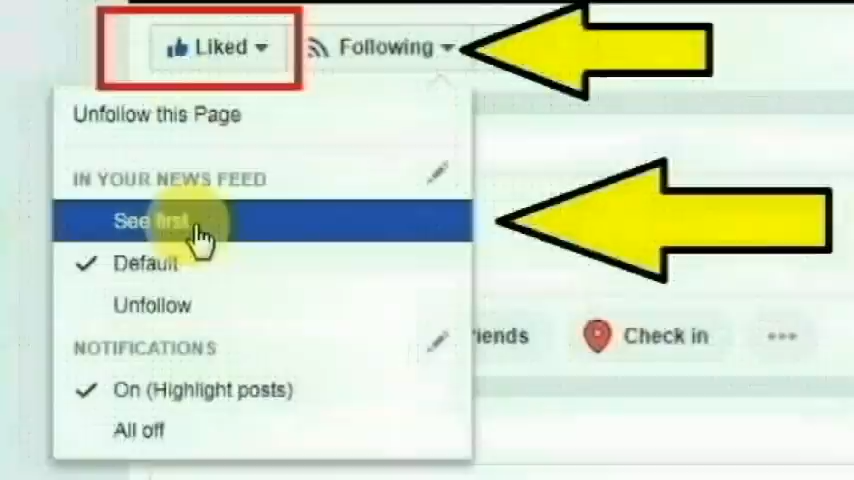 Liked Following
Unfollow this Page
IN YOUR NEWS FEED
See first
Default
Unfollow
iends Check in
NOTIFICATIONS
On (Highlight posts)
All off